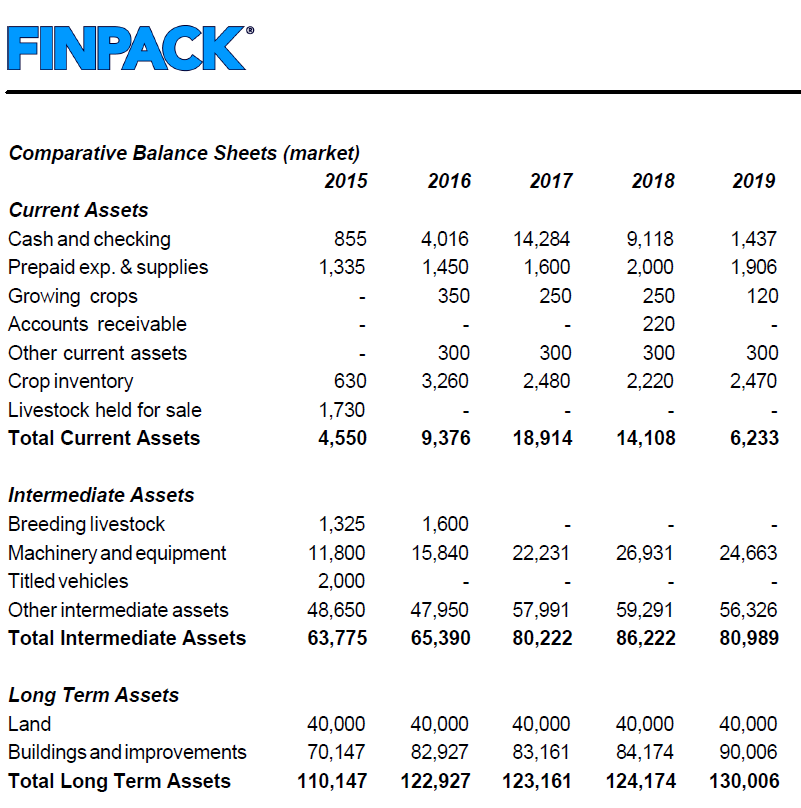 FINPACK®
Comparative Balance Sheets (market)
2015 2016 2017 2018 2019
Current Assets
Cash and checking 855 4,016 14,284 9,118 1,437
Prepaid exp. & supplies 1,335 1,450 1,600 2,000 1,906
Growing crops - 350 250 250 120
Accounts receivable - - - 220 -
Other current assets - 300 300 300 300
Crop inventory 630 3,260 2,480 2,220 2,470
Livestock held for sale 1,730 - - - -
Total Current Assets 4,550 9,376 18,914 14,108 6,233
Intermediate Assets
Breeding livestock 1,325 1,600 - - -
Machinery and equipment 11,800 15,840 22,231 26,931 24,663
Titled vehicles 2,000 - - - -
Other intermediate assets 48,650 47,950 57,991 59,291 56,326
Total Intermediate Assets 63,775 65,390 80,222 86,222 80,989
Long Term Assets
Land 40,000 40,000 40,000 40,000 40,000
Buildings and improvements 70,147 82,927 83,161 84,174 90,006
Total Long Term Assets 110,147 122,927 123,161 124,174 130,006